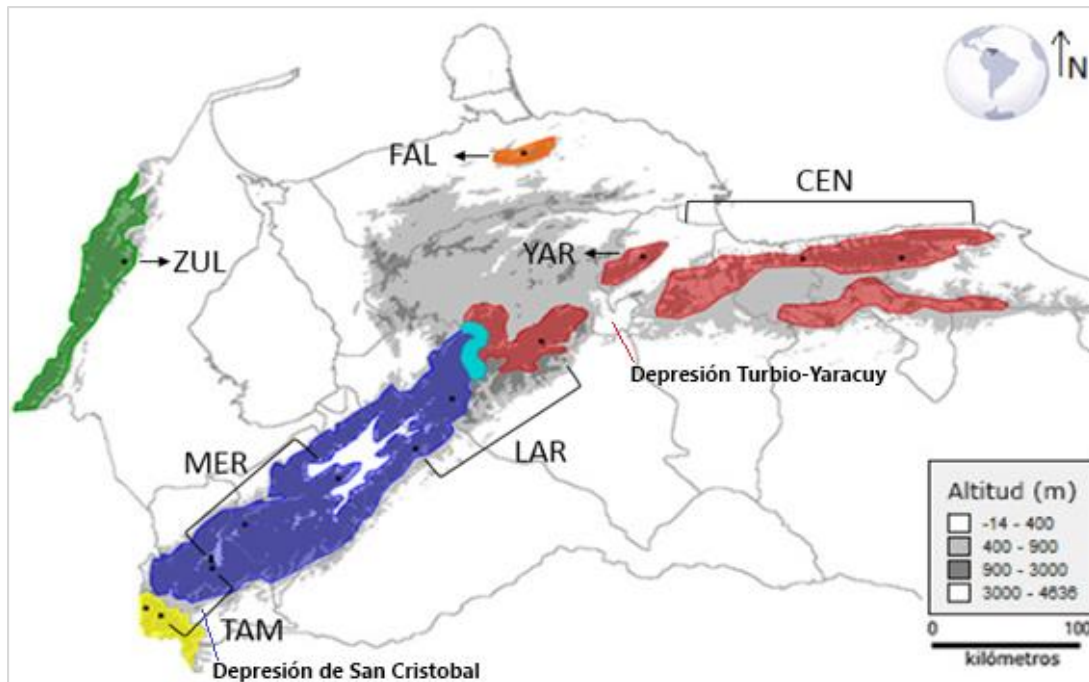 N
FAL
CEN
ZUL
YAR
Depresión Turbio-Yaracuy
MER
LAR
TAM
Depresión de San Cristobal
Altitud (m)
-14 - 400
400 - 900
900 - 3000
3000 - 4636
0 100
kilómetros